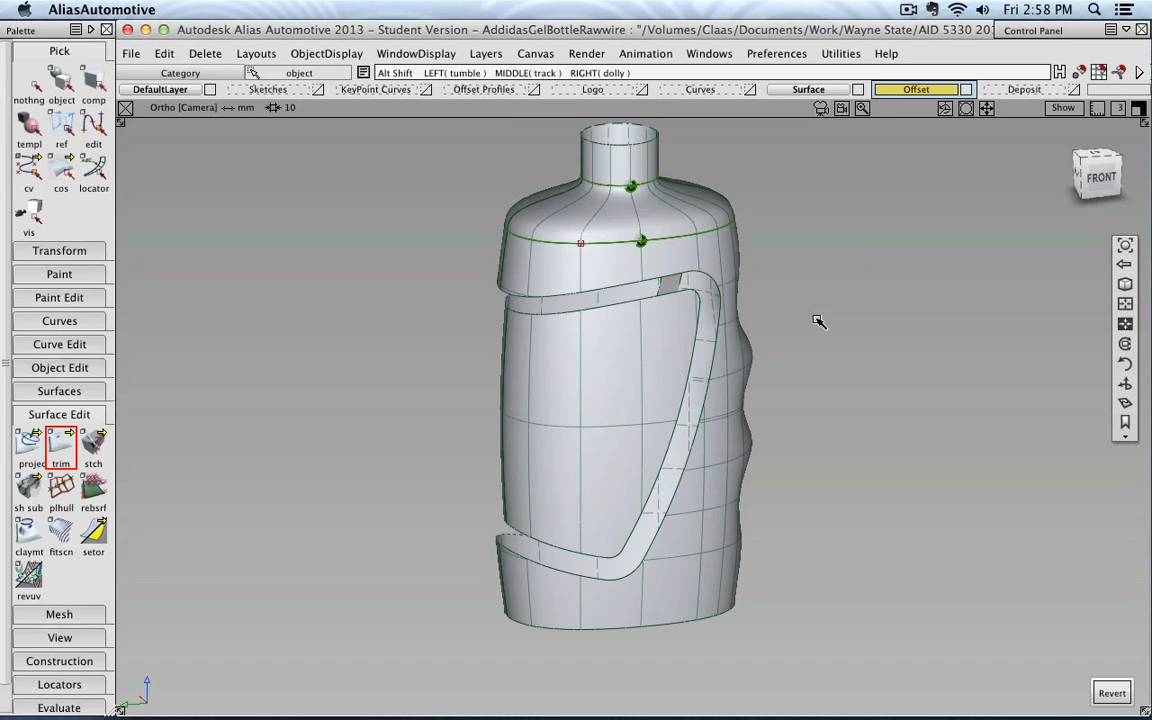 AliasAutomotive
Fri 2:58 PM
Palette
Autodesk Alias Automotive 2013 - Student Version - AddidasGelBottleRawwire : "/Volumes/Claas/Documents/Work/Wayne State/AID 5330 201
Control Panel
File Edit Delete Layouts ObjectDisplay WindowDisplay Layers Canvas Render Animation Windows Preferences Utilities Help
Category object Alt Shift LEFT( tumble ) MIDDLE( track ) RIGHT( dolly )
DefaultLayer Sketches KeyPoint Curves Offset Profiles Logo Curves Surface Offset Deposit
Ortho [Camera] mm 10 Show 3
Pick
nothng object comp
templ ref edit
cv cos locator
vis
Transform
Paint
Paint Edit
Curves
Curve Edit
Object Edit
Surfaces
Surface Edit
projec trim stch
sh sub plhull rebsrf
claymt fitscn setor
revuv
Mesh
View
Construction
Locators
Evaluate
FRONT
Revert